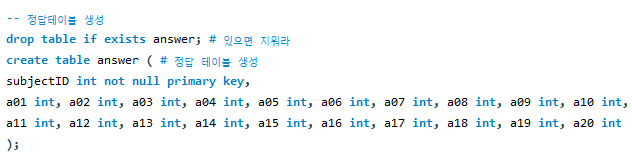 -- 정답테이블 생성
drop table if exists answer; # 있으면 지워라
create table answer ( # 정답 테이블 생성
subjectID int not null primary key,
a01 int, a02 int, a03 int, a04 int, a05 int, a06 int, a07 int, a08 int, a09 int, a10 int,
a11 int, a12 int, a13 int, a14 int, a15 int, a16 int, a17 int, a18 int, a19 int, a20 int
);